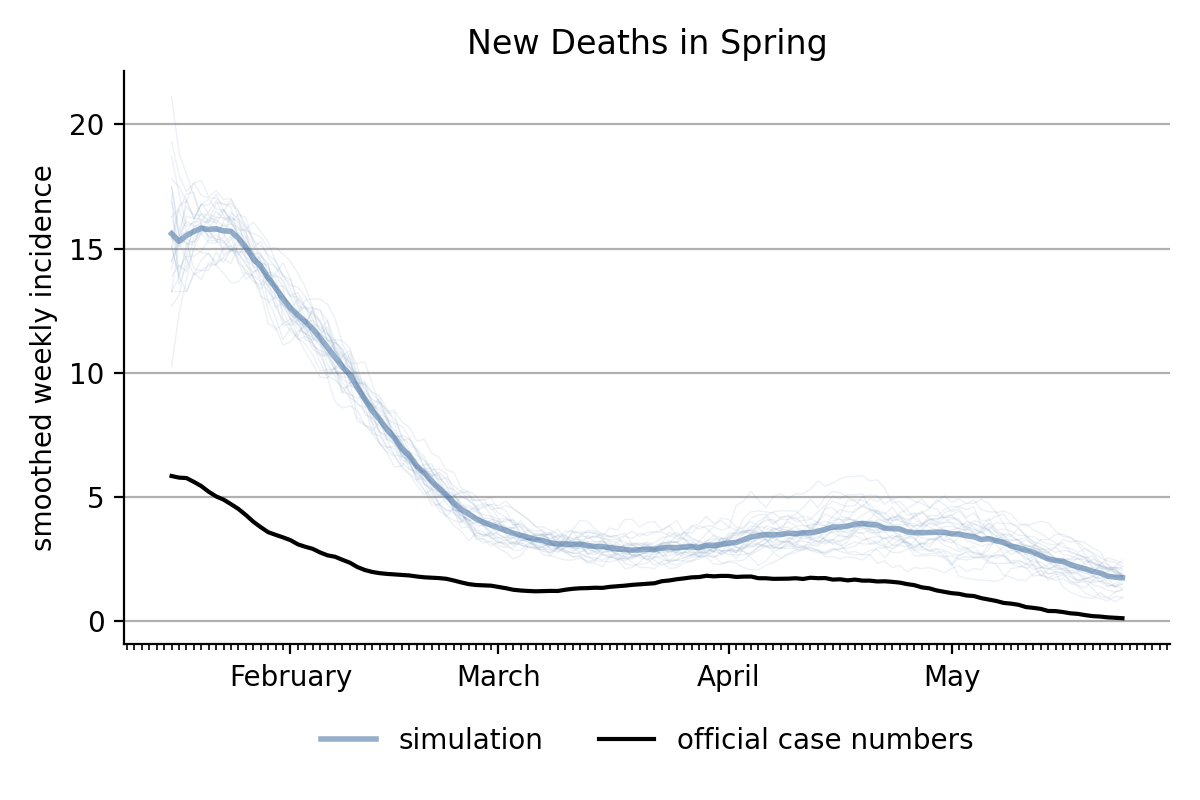 New Deaths in Spring
smoothed weekly incidence
20
15
10
5
0
February March April May
simulation official case numbers